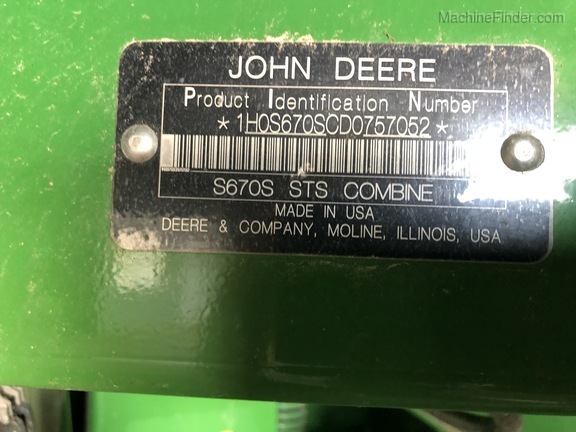 MachineFinder.com
JOHN DEERE
Product Identification Number
*1H0S670SCD0757052*
S670S STS COMBINE
MADE IN USA
DEERE & COMPANY, MOLINE, ILLINOIS, USA